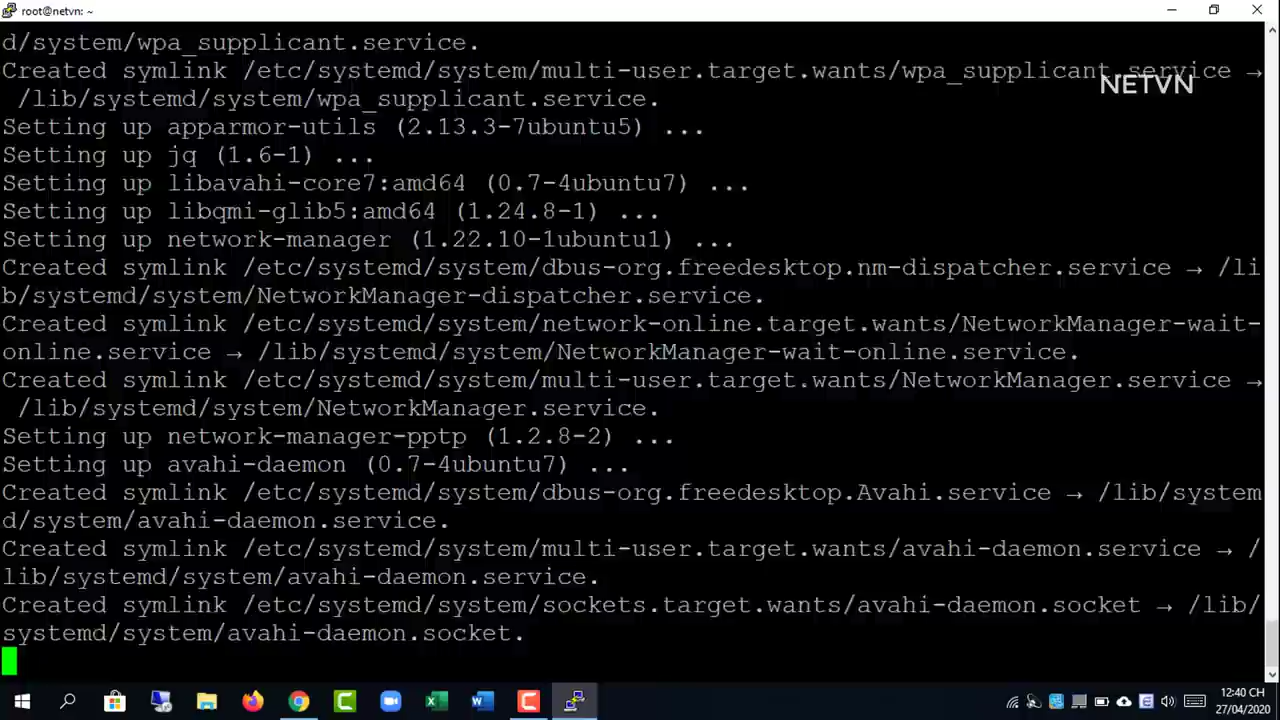 root@netvn: ~
d/system/wpa_supplicant.service.
Created symlink /etc/systemd/system/multi-user.target.wants/wpa_supplicant.service →
 /lib/systemd/system/wpa_supplicant.service.
NETVN
Setting up apparmor-utils (2.13.3-7ubuntu5) ...
Setting up jq (1.6-1) ...
Setting up libavahi-core7:amd64 (0.7-4ubuntu7) ...
Setting up libqmi-glib5:amd64 (1.24.8-1) ...
Setting up network-manager (1.22.10-1ubuntu1) ...
Created symlink /etc/systemd/system/dbus-org.freedesktop.nm-dispatcher.service → /li
b/systemd/system/NetworkManager-dispatcher.service.
Created symlink /etc/systemd/system/network-online.target.wants/NetworkManager-wait-
online.service → /lib/systemd/system/NetworkManager-wait-online.service.
Created symlink /etc/systemd/system/multi-user.target.wants/NetworkManager.service →
 /lib/systemd/system/NetworkManager.service.
Setting up network-manager-pptp (1.2.8-2) ...
Setting up avahi-daemon (0.7-4ubuntu7) ...
Created symlink /etc/systemd/system/dbus-org.freedesktop.Avahi.service → /lib/system
d/system/avahi-daemon.service.
Created symlink /etc/systemd/system/multi-user.target.wants/avahi-daemon.service → /
lib/systemd/system/avahi-daemon.service.
Created symlink /etc/systemd/system/sockets.target.wants/avahi-daemon.socket → /lib/
systemd/system/avahi-daemon.socket.
12:40 CH
27/04/2020